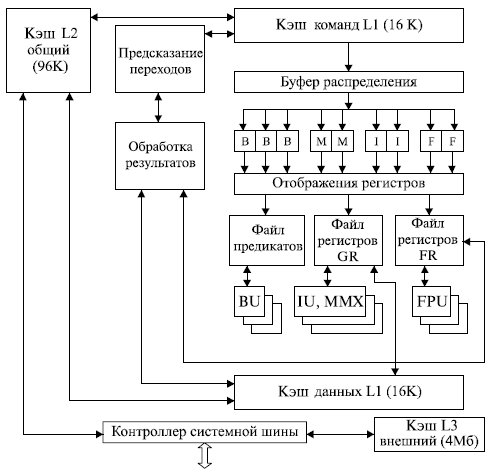 Кэш L2
общий
(96K)
Предсказание
переходов
Кэш команд L1 (16 K)
Буфер распределения
B B B M M I I F F
Обработка
результатов
Отображения регистров
Файл
предикатов
Файл
регистров
GR
Файл
регистров
FR
BU
IU, MMX
FPU
Кэш данных L1 (16K)
Контроллер системной шины
Кэш L3
внешний (4Мб)